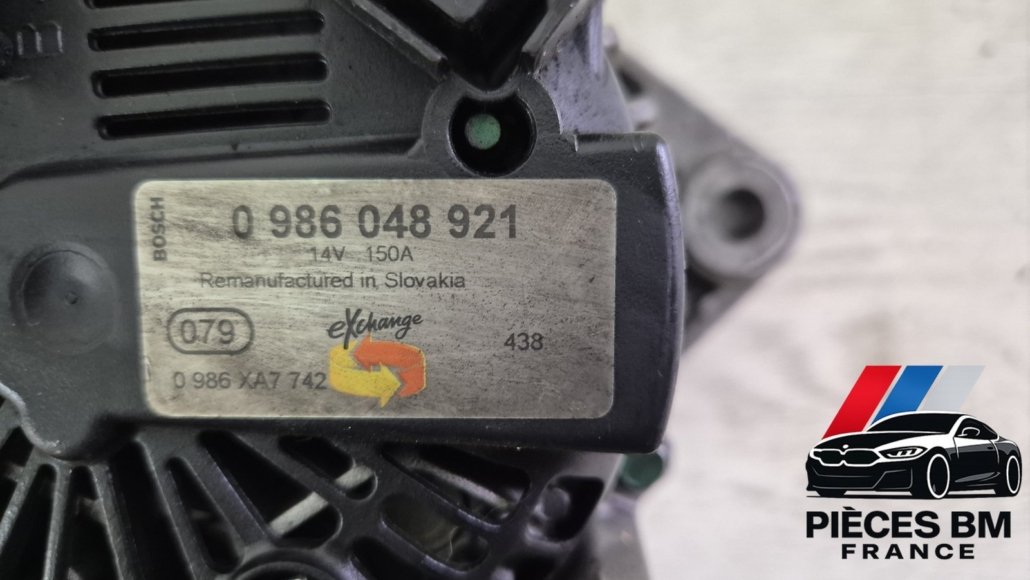 BOSCH
0 986 048 921
14V 150A
Remanufactured in Slovakia
079
eXchange
438
0 986 XA7 742
PIÈCES BM
FRANCE